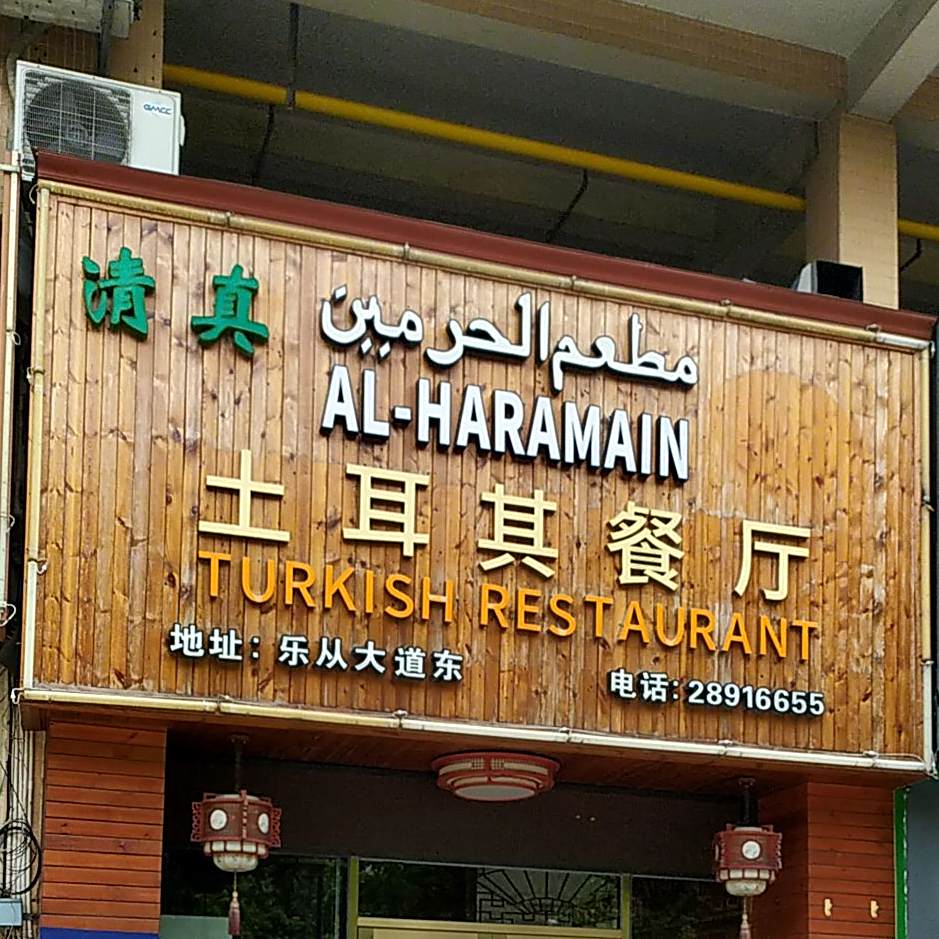 GMCC
清真
مطعم الحرمين
AL-HARAMAIN
土耳其餐厅
TURKISH RESTAURANT
地址：乐从大道东
电话：28916655